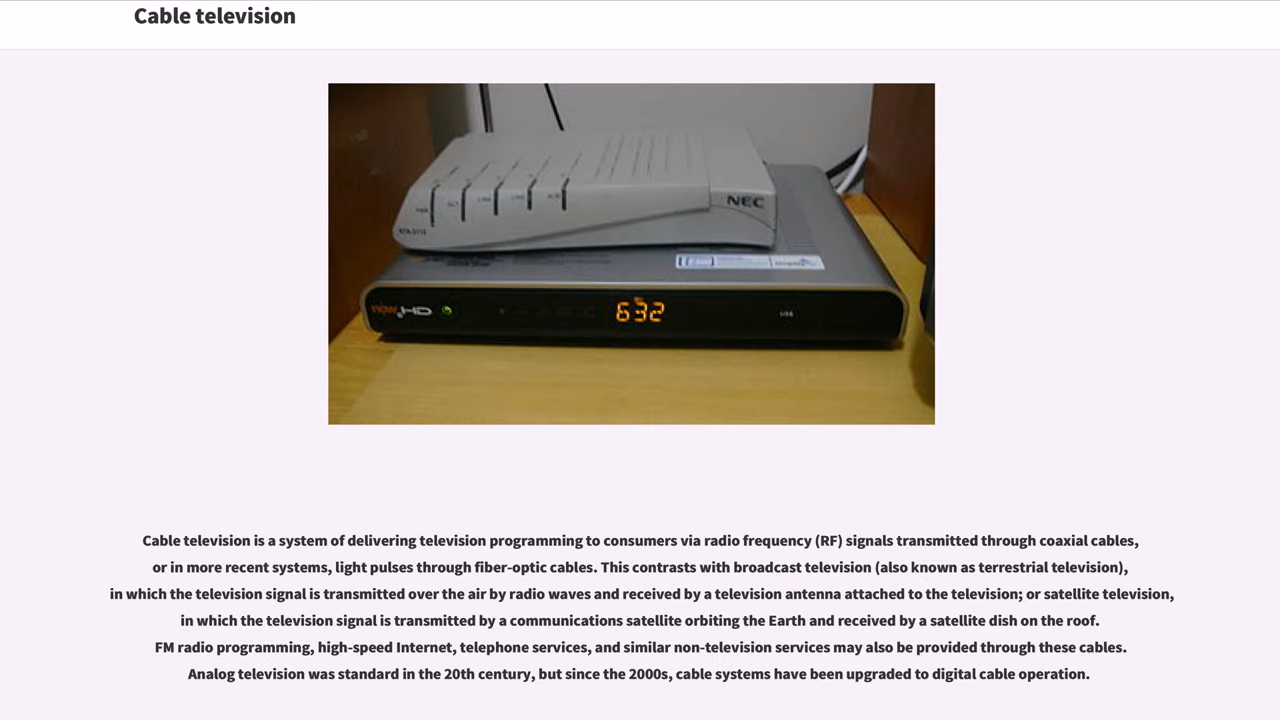 Cable television
NEC
now HD
632
USB
Cable television is a system of delivering television programming to consumers via radio frequency (RF) signals transmitted through coaxial cables,
or in more recent systems, light pulses through fiber-optic cables. This contrasts with broadcast television (also known as terrestrial television),
in which the television signal is transmitted over the air by radio waves and received by a television antenna attached to the television; or satellite television,
in which the television signal is transmitted by a communications satellite orbiting the Earth and received by a satellite dish on the roof.
FM radio programming, high-speed Internet, telephone services, and similar non-television services may also be provided through these cables.
Analog television was standard in the 20th century, but since the 2000s, cable systems have been upgraded to digital cable operation.